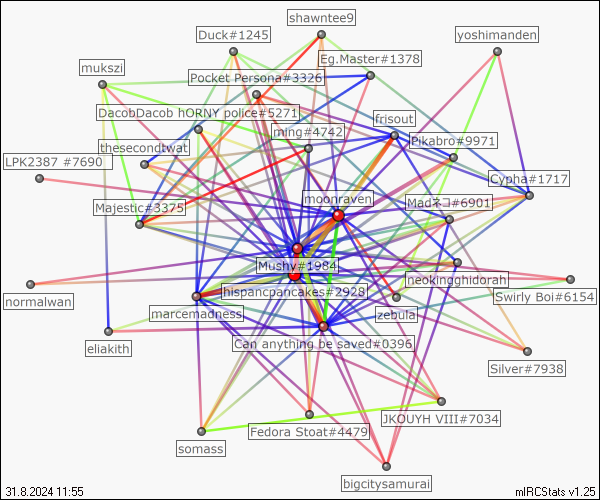 shawntee9
Duck#1245
yoshimanden
Eg.Master#1378
mukszi
Pocket Persona#3326
DacobDacob hORNY police#5271
frisout
ming#4742
Pikabro#9971
thesecondtwat
LPK2387 #7690
Cypha#1717
moonraven
Majestic#3375
Madネコ#6901
Mushy#1984
neokingghidorah
hispancpancakes#2928
normalwan
Swirly Boi#6154
marcemadness
zebula
Can anything be saved#0396
eliakith
Silver#7938
JKOUYH VIII#7034
Fedora Stoat#4479
somass
bigcitysamurai
31.8.2024 11:55
mIRCStats v1.25